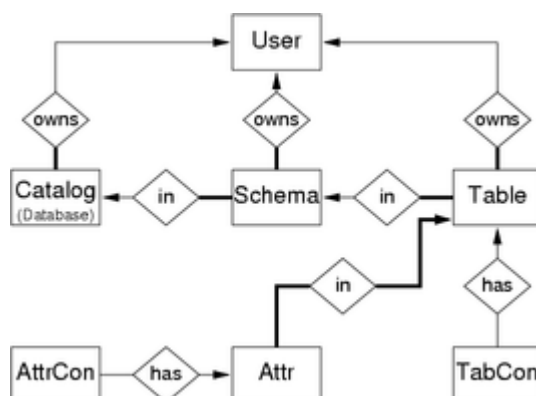 User
owns
owns
owns
Catalog
(Database)
in
Schema
in
Table
in
has
AttrCon
has
Attr
TabCon